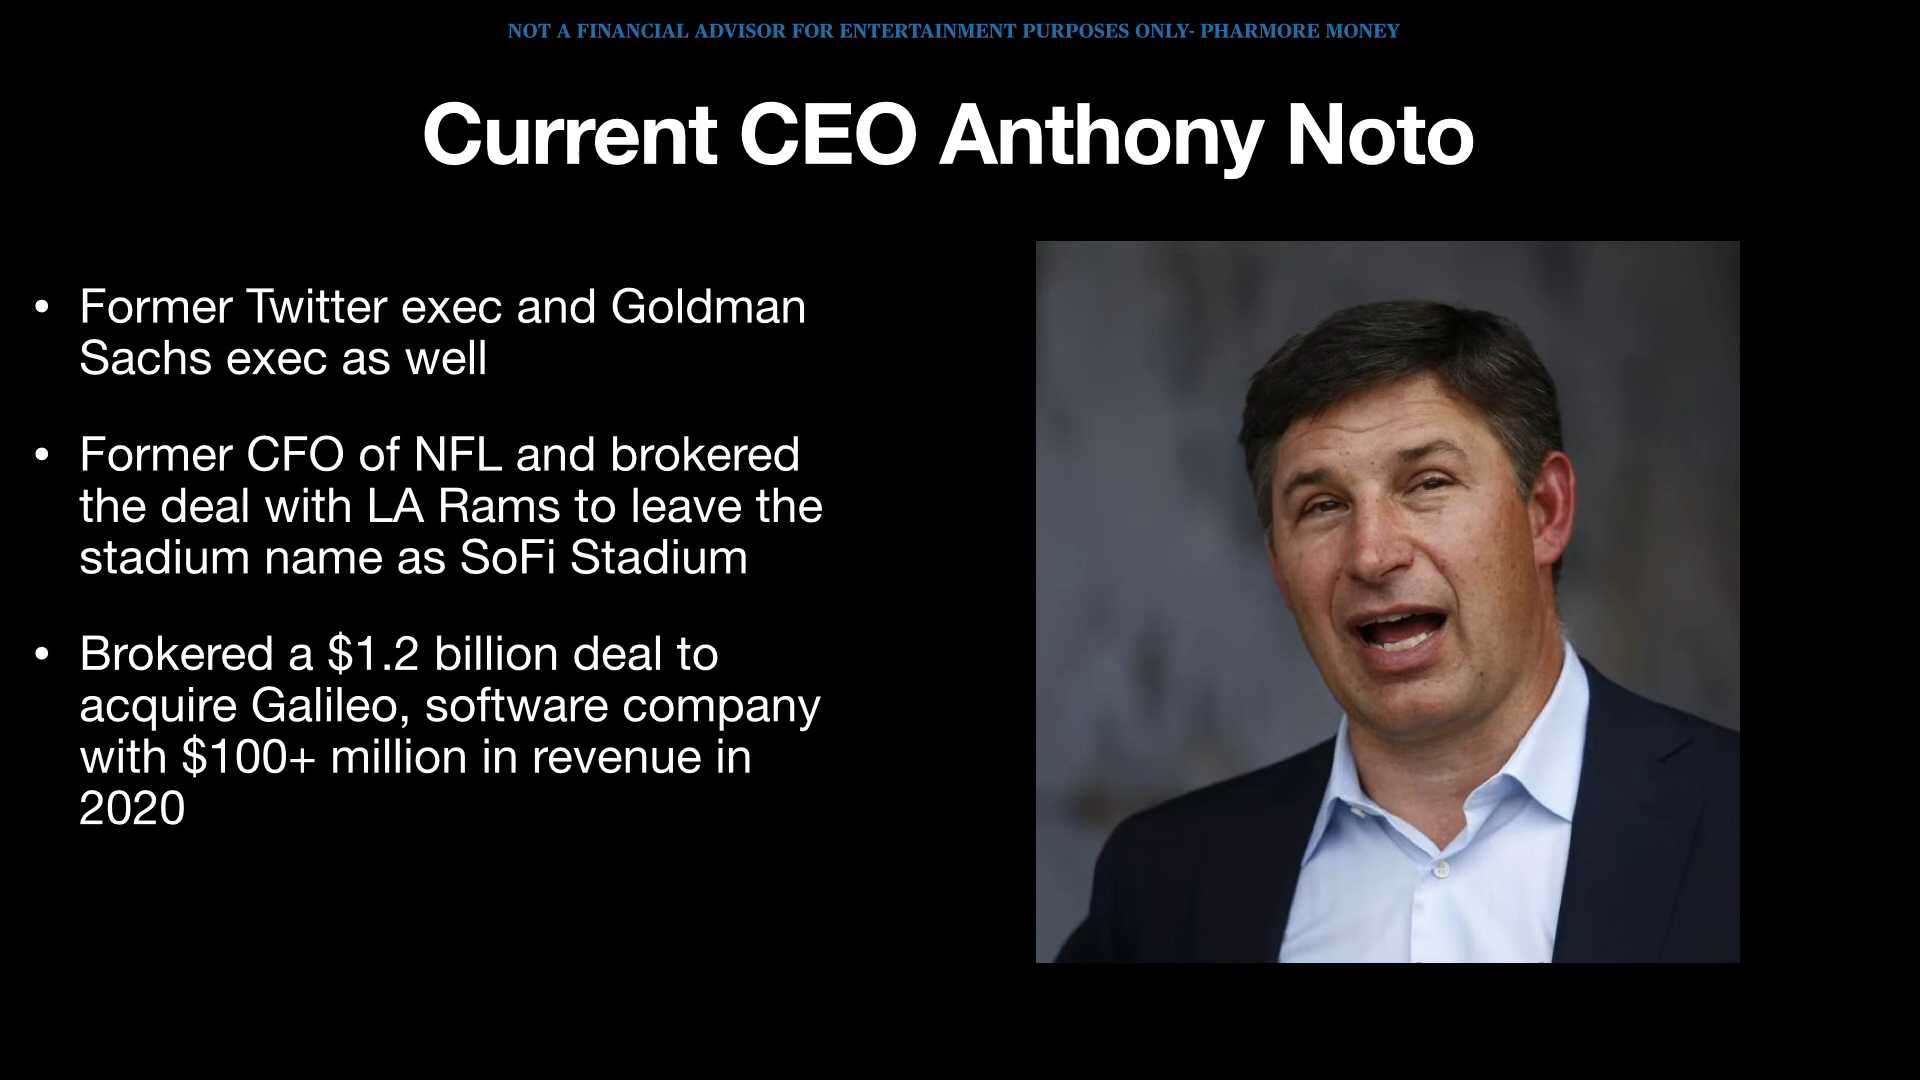 NOT A FINANCIAL ADVISOR FOR ENTERTAINMENT PURPOSES ONLY- PHARMORE MONEY
Current CEO Anthony Noto
• Former Twitter exec and Goldman
Sachs exec as well
• Former CFO of NFL and brokered
the deal with LA Rams to leave the
stadium name as SoFi Stadium
• Brokered a $1.2 billion deal to
acquire Galileo, software company
with $100+ million in revenue in
2020